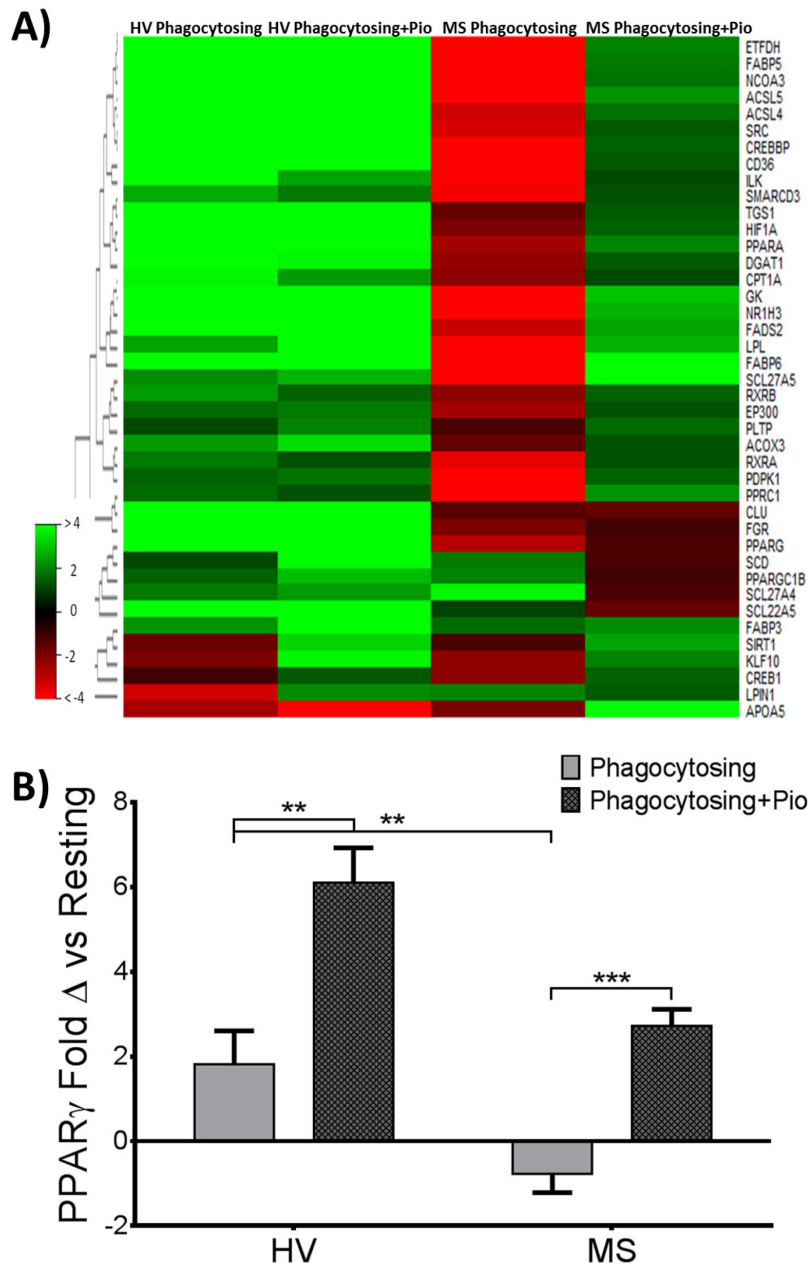 A)
HV Phagocytosing HV Phagocytosing+Pio MS Phagocytosing MS Phagocytosing+Pio
ETFDH
FABP5
NCOA3
ACSL5
ACSL4
SRC
CREBBP
CD36
ILK
SMARCD3
TGS1
HIF1A
PPARA
DGAT1
CPT1A
GK
NR1H3
FADS2
LPL
FABP6
SCL27A5
RXRB
EP300
PLTP
ACOX3
RXRA
PDPK1
PPRC1
CLU
FGR
PPARG
SCD
PPARGC1B
SCL27A4
SCL22A5
FABP3
SIRT1
KLF10
CREB1
LPIN1
APOA5
>4
2
0
-2
<-4
B)
Phagocytosing
Phagocytosing+Pio
PPARγ Fold Δ vs Resting
8
6
4
2
0
-2
**
**
***
HV
MS